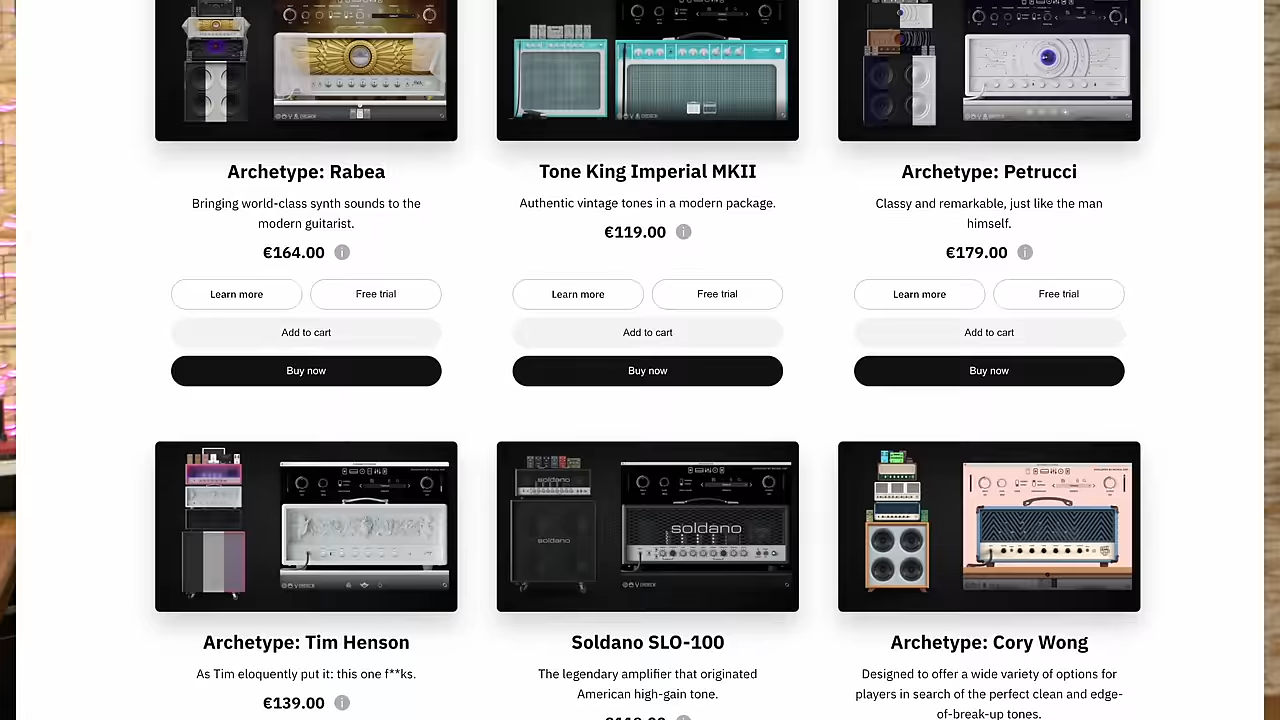 Archetype: Rabea
Bringing world-class synth sounds to the
modern guitarist.
€164.00
Learn more
Free trial
Add to cart
Buy now
Tone King Imperial MKII
Authentic vintage tones in a modern package.
€119.00
Learn more
Free trial
Add to cart
Buy now
Archetype: Petrucci
Classy and remarkable, just like the man
himself.
€179.00
Learn more
Free trial
Add to cart
Buy now
Archetype: Tim Henson
As Tim eloquently put it: this one f**ks.
€139.00
soldano
soldano
soldano
Soldano SLO-100
The legendary amplifier that originated
American high-gain tone.
Archetype: Cory Wong
Designed to offer a wide variety of options for
players in search of the perfect clean and edge-
of-break-up tones.